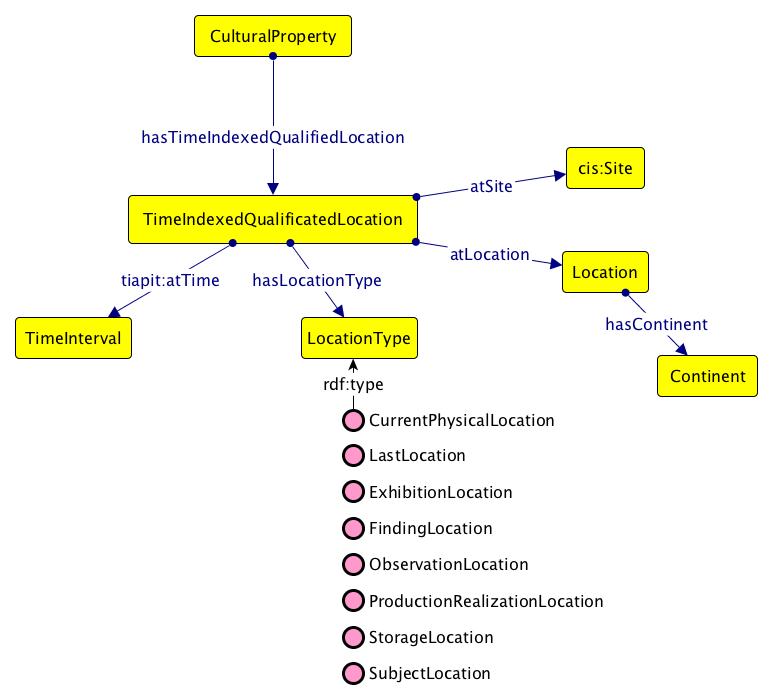 CulturalProperty
hasTimeIndexedQualifiedLocation
cis:Site
atSite
TimeIndexedQualificatedLocation
atLocation
Location
tiapit:atTime
hasLocationType
hasContinent
TimeInterval
LocationType
Continent
rdf:type
CurrentPhysicalLocation
LastLocation
ExhibitionLocation
FindingLocation
ObservationLocation
ProductionRealizationLocation
StorageLocation
SubjectLocation